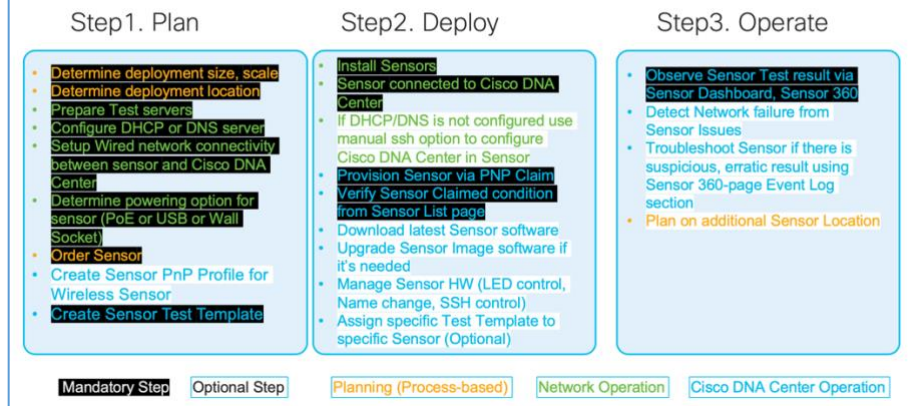 Step1. Plan
• Determine deployment size, scale
• Determine deployment location
• Prepare Test servers
• Configure DHCP or DNS server
• Setup Wired network connectivity
between sensor and Cisco DNA
Center
• Determine powering option for
sensor (PoE or USB or Wall
Socket)
• Order Sensor
• Create Sensor PnP Profile for
Wireless Sensor
• Create Sensor Test Template
Step2. Deploy
• Install Sensors
• Sensor connected to Cisco DNA
Center
• If DHCP/DNS is not configured use
manual ssh option to configure
Cisco DNA Center in Sensor
• Provision Sensor via PNP Claim
• Verify Sensor Claimed condition
from Sensor List page
• Download latest Sensor software
• Upgrade Sensor Image software if
it's needed
• Manage Sensor HW (LED control,
Name change, SSH control)
• Assign specific Test Template to
specific Sensor (Optional)
Step3. Operate
• Observe Sensor Test result via
Sensor Dashboard, Sensor 360
• Detect Network failure from
Sensor Issues
• Troubleshoot Sensor if there is
suspicious, erratic result using
Sensor 360-page Event Log
section
• Plan on additional Sensor Location
Mandatory Step
Optional Step
Planning (Process-based)
Network Operation
Cisco DNA Center Operation